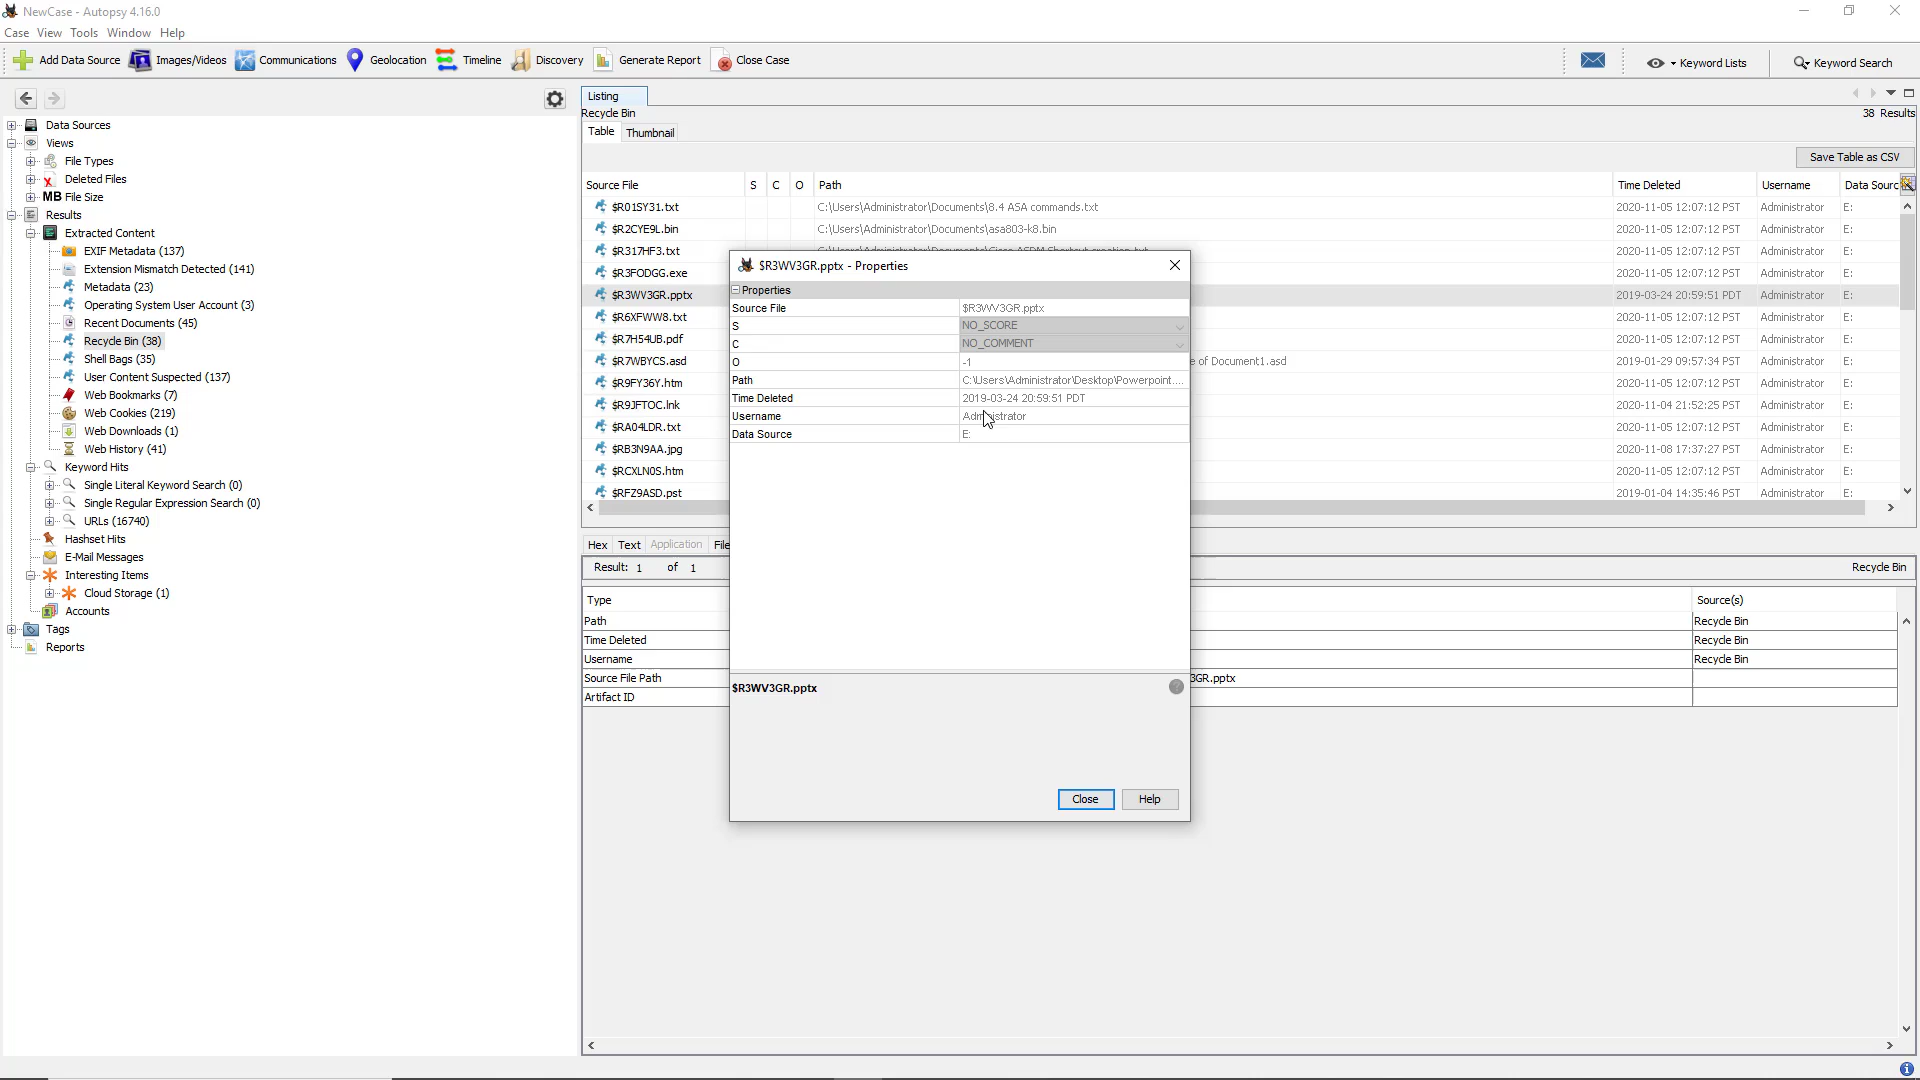 NewCase - Autopsy 4.16.0
Case View Tools Window Help
Add Data Source Images/Videos Communications Geolocation Timeline Discovery Generate Report Close Case Keyword Lists Keyword Search
Listing
Recycle Bin 38 Results
Table Thumbnail
Save Table as CSV
Source File S C O Path Time Deleted Username Data Sourc
$R01SY31.txt C:\Users\Administrator\Documents\8.4 ASA commands.txt 2020-11-05 12:07:12 PST Administrator E:
$R2CYE9L.bin C:\Users\Administrator\Documents\asa803-k8.bin 2020-11-05 12:07:12 PST Administrator E:
$R317HF3.txt C:\Users\Administrator\Documents\Cisco ASDM Shortcut creation.txt 2020-11-05 12:07:12 PST Administrator E:
$R3FODGG.exe 2020-11-05 12:07:12 PST Administrator E:
$R3WV3GR.pptx 2019-03-24 20:59:51 PDT Administrator E:
$R6XFWW8.txt 2020-11-05 12:07:12 PST Administrator E:
$R7H54UB.pdf 2020-11-05 12:07:12 PST Administrator E:
$R7WBYCS.asd e of Document1.asd 2019-01-29 09:57:34 PST Administrator E:
$R9FY36Y.htm 2020-11-05 12:07:12 PST Administrator E:
$R9JFTOC.lnk 2020-11-04 21:52:25 PST Administrator E:
$RA04LDR.txt 2020-11-05 12:07:12 PST Administrator E:
$RB3N9AA.jpg 2020-11-08 17:37:27 PST Administrator E:
$RCXLN0S.htm 2020-11-05 12:07:12 PST Administrator E:
$RFZ9ASD.pst 2019-01-04 14:35:46 PST Administrator E:
Data Sources
Views
File Types
Deleted Files
MB File Size
Results
Extracted Content
EXIF Metadata (137)
Extension Mismatch Detected (141)
Metadata (23)
Operating System User Account (3)
Recent Documents (45)
Recycle Bin (38)
Shell Bags (35)
User Content Suspected (137)
Web Bookmarks (7)
Web Cookies (219)
Web Downloads (1)
Web History (41)
Keyword Hits
Single Literal Keyword Search (0)
Single Regular Expression Search (0)
URLs (16740)
Hashset Hits
E-Mail Messages
Interesting Items
Cloud Storage (1)
Accounts
Tags
Reports
$R3WV3GR.pptx - Properties
Properties
Source File $R3WV3GR.pptx
S NO_SCORE
C NO_COMMENT
O -1
Path C:\Users\Administrator\Desktop\Powerpoint....
Time Deleted 2019-03-24 20:59:51 PDT
Username Administrator
Data Source E:
$R3WV3GR.pptx
Close Help
Hex Text Application File
Result: 1 of 1 Recycle Bin
Type Source(s)
Path Recycle Bin
Time Deleted Recycle Bin
Username Recycle Bin
Source File Path 3GR.pptx
Artifact ID